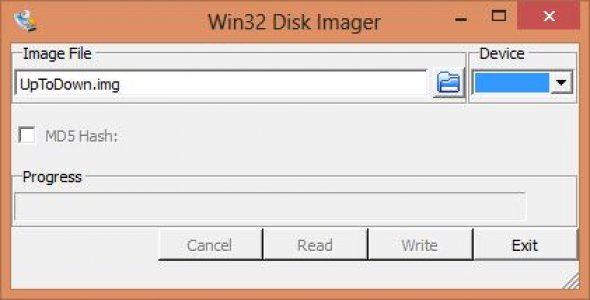 Win32 Disk Imager
Image File
Device
UpToDown.img
MD5 Hash:
Progress
Cancel
Read
Write
Exit